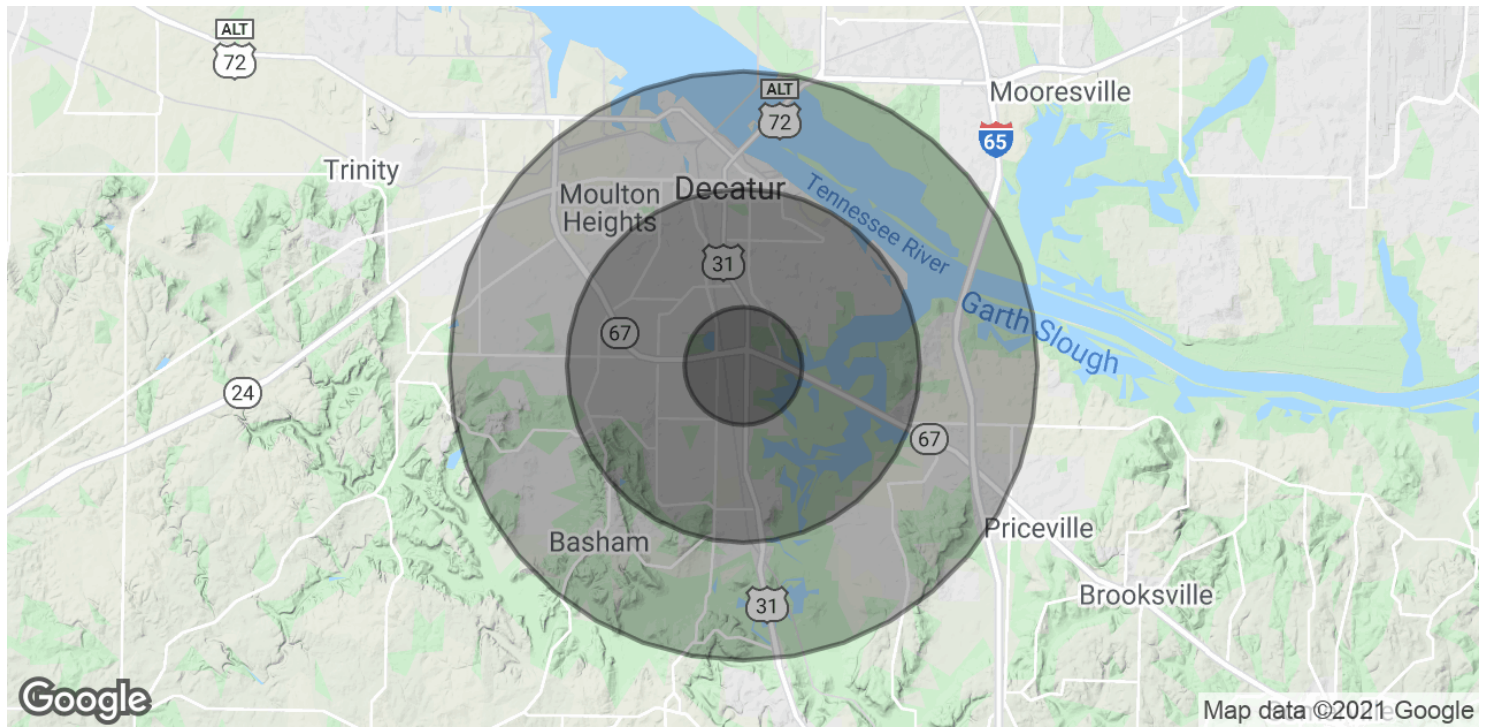 ALT
72
ALT
72
Mooresville
65
Trinity
Moulton
Heights
Decatur
Tennessee River
31
Garth Slough
67
24
67
Priceville
Basham
Brooksville
31
Google
Map data ©2021 Google